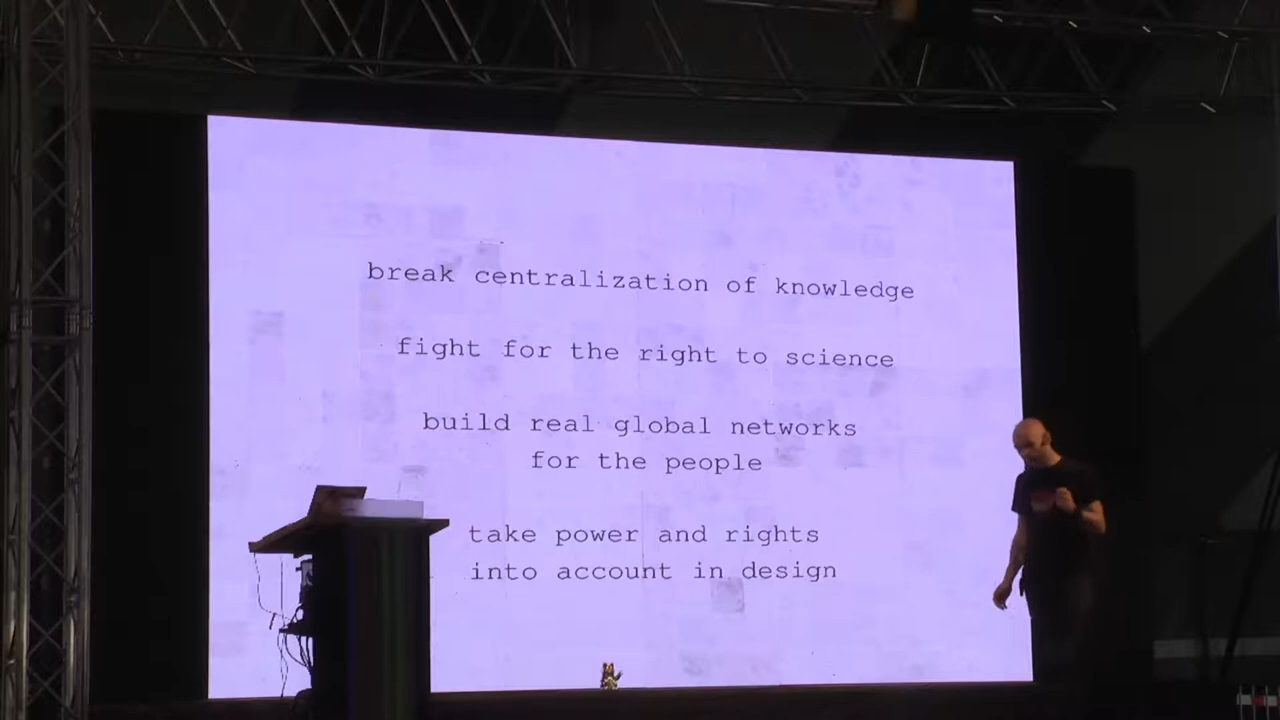 break centralization of knowledge
fight for the right to science
build real global networks
for the people
take power and rights
into account in design